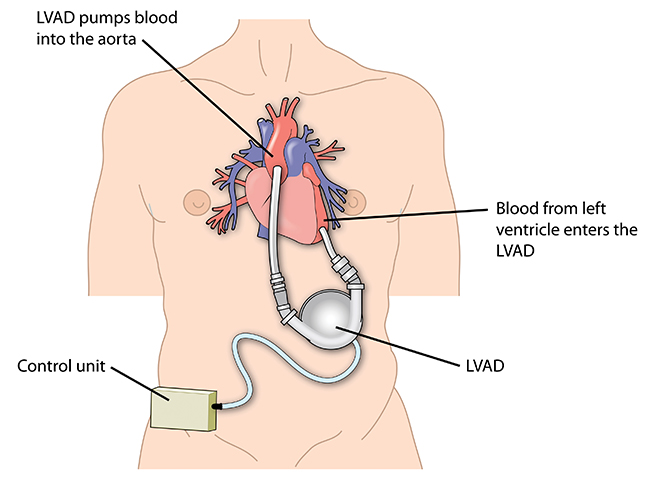 LVAD pumps blood
into the aorta
Blood from left
ventricle enters the
LVAD
LVAD
Control unit